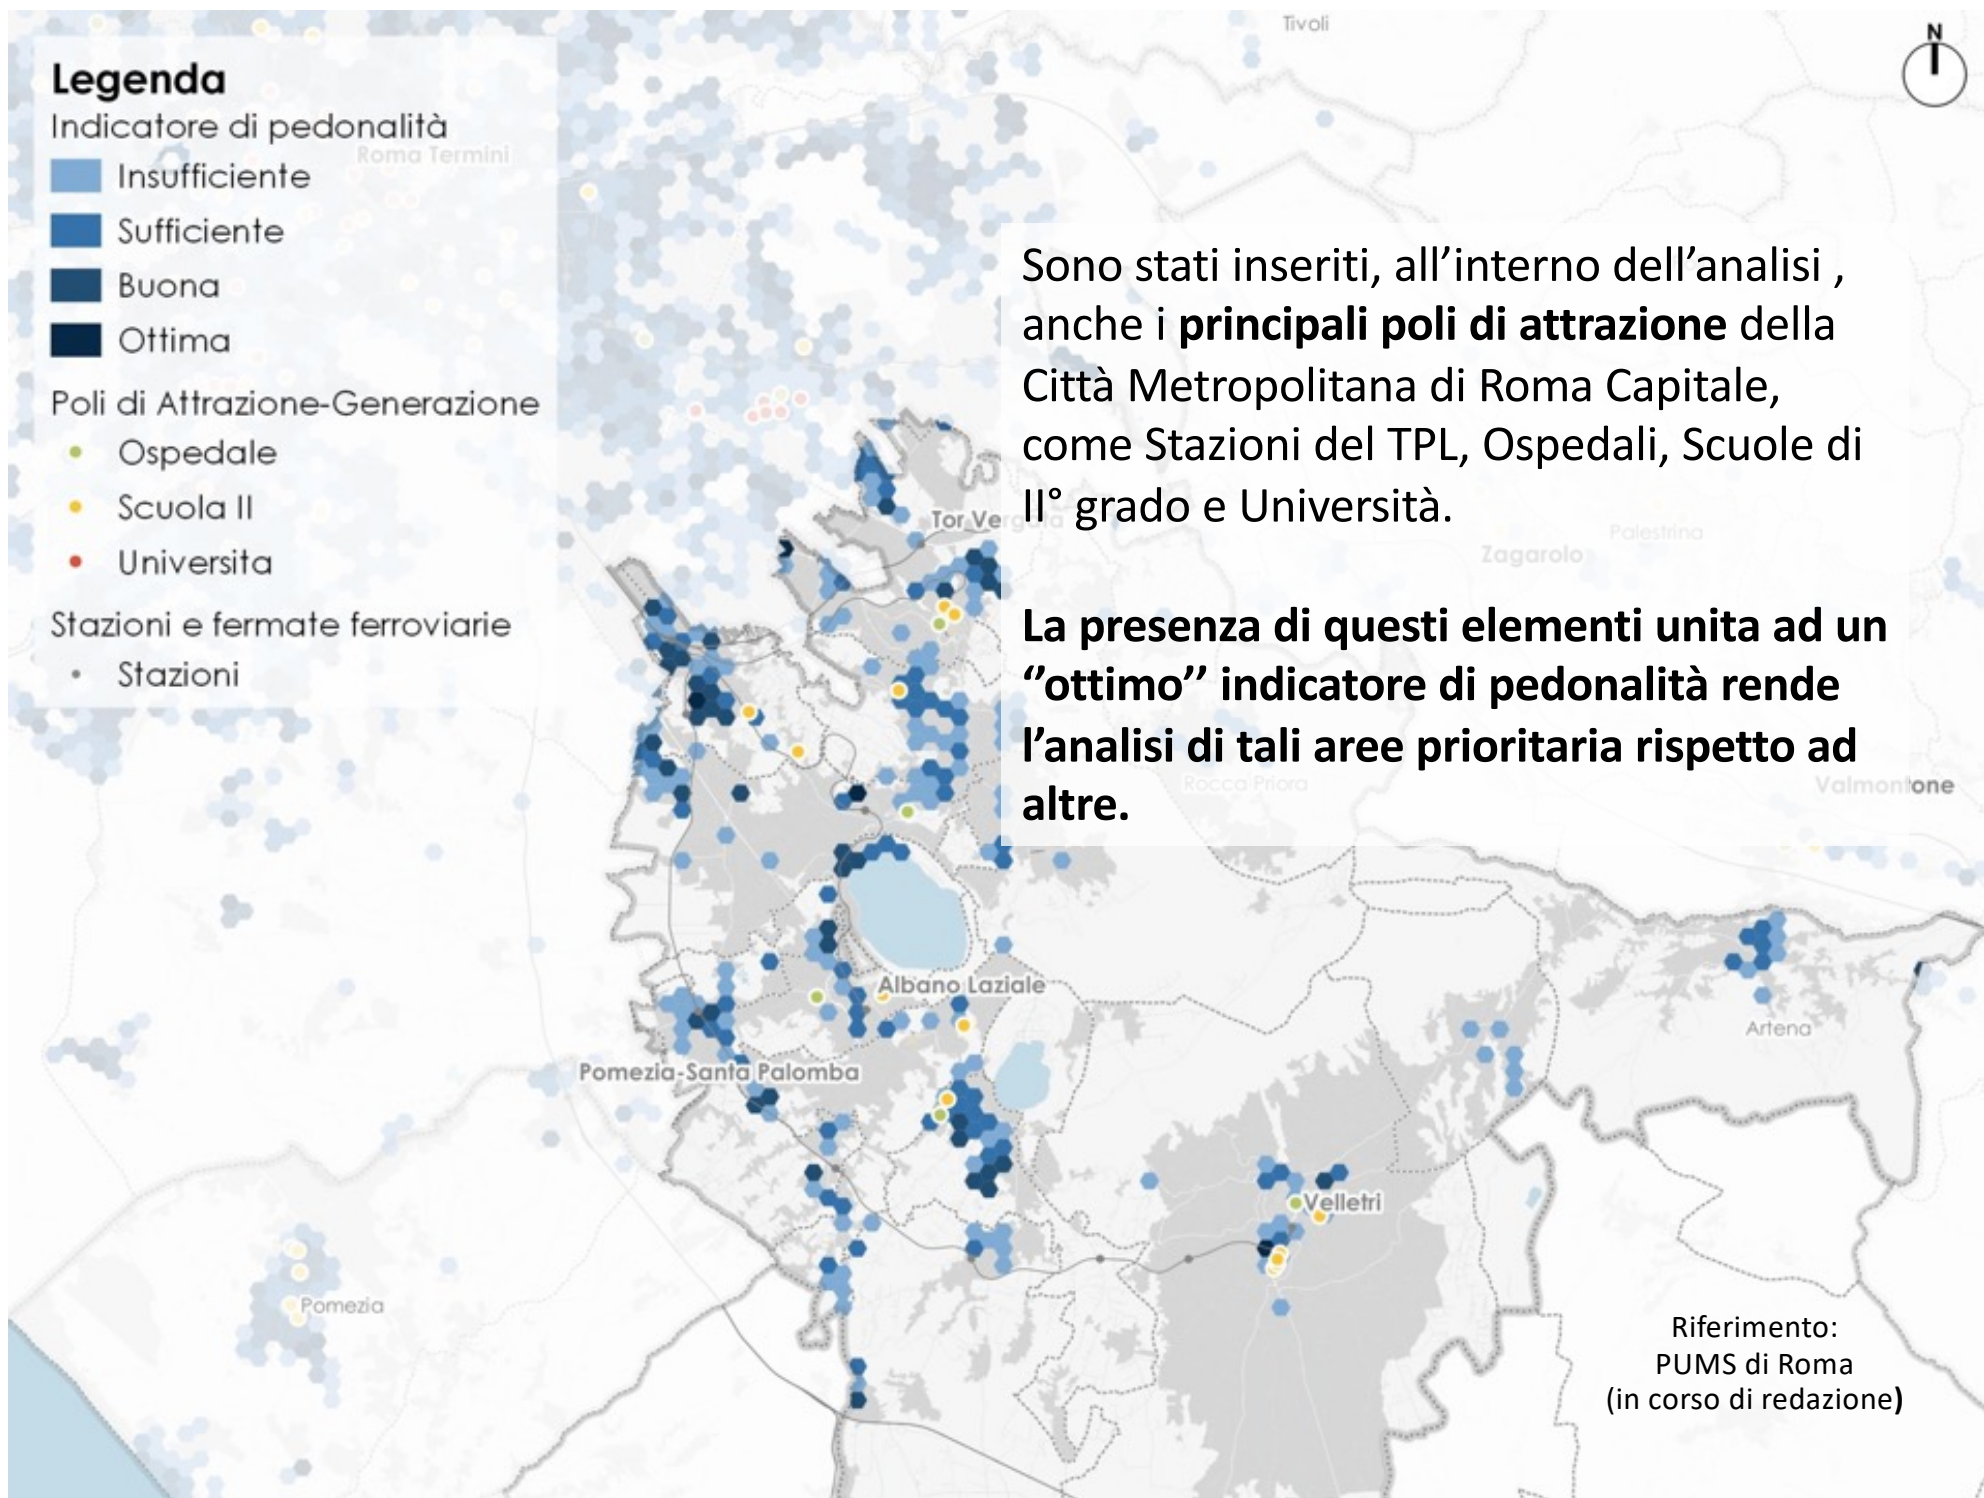 Legenda
Indicatore di pedonalità
Roma Termini
Insufficiente
Sufficiente
Buona
Ottima
Poli di Attrazione-Generazione
Ospedale
Scuola II
Universita
Stazioni e fermate ferroviarie
Stazioni
Tivoli
N
Sono stati inseriti, all’interno dell’analisi ,
anche i principali poli di attrazione della
Città Metropolitana di Roma Capitale,
come Stazioni del TPL, Ospedali, Scuole di
II° grado e Università.
La presenza di questi elementi unita ad un
‘’ottimo’’ indicatore di pedonalità rende
l’analisi di tali aree prioritaria rispetto ad
altre.
Tor Vergata
Palestrina
Zagarolo
Rocca Priora
Valmontone
Albano Laziale
Artena
Pomezia-Santa Palomba
Velletri
Pomezia
Riferimento:
PUMS di Roma
(in corso di redazione)